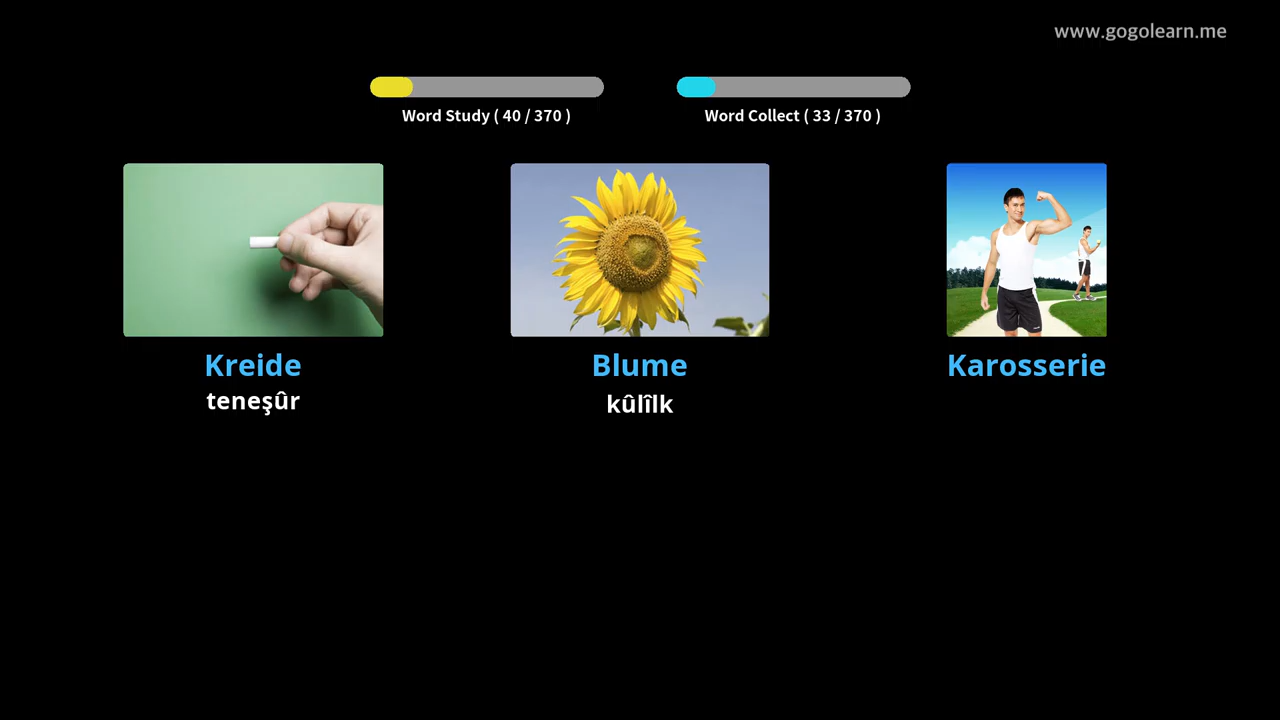 www.gogolearn.me
Word Study ( 40 / 370 )
Word Collect ( 33 / 370 )
Kreide
teneşûr
Blume
kûlîlk
Karosserie